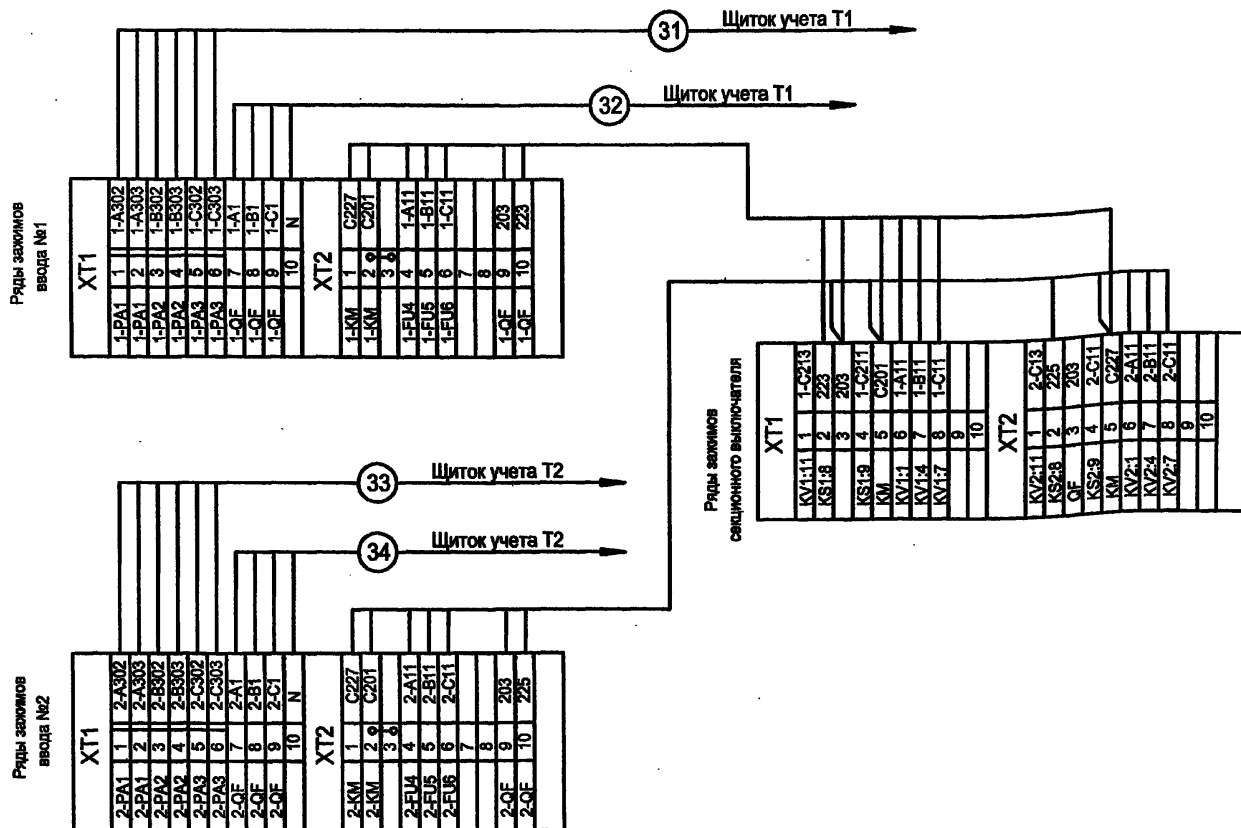 31 Щиток учета Т1
32 Щиток учета Т1
Ряды зажимов
ввода №1
XT1
1-A302 1-A303 1-B302 1-B303 1-C302 1-C303 1-A1 1-B1 1-C1 N
1 2 3 4 5 6 7 8 9 10
1-PA1 1-PA1 1-PA2 1-PA2 1-PA3 1-PA3 1-QF 1-QF 1-QF
XT2
C227 C201 1-A11 1-B11 1-C11 203 223
1 2 3 4 5 6 7 8 9 10
1-KM 1-KM 1-FU4 1-FU5 1-FU6 1-QF 1-QF
Ряды зажимов
секционного выключателя
XT1
1-C213 223 203 1-C211 C201 1-A11 1-B11 1-C11
1 2 3 4 5 6 7 8 9 10
KV1:11 KS1:8 KS1:9 KM KV1:1 KV1:4 KV1:7
XT2
2-C13 225 203 2-C11 C227 2-A11 2-B11 2-C11
1 2 3 4 5 6 7 8 9 10
KV2:11 KS2:8 QF KS2:9 KM KV2:1 KV2:4 KV2:7
33 Щиток учета Т2
34 Щиток учета Т2
Ряды зажимов
ввода №2
XT1
2-A302 2-A303 2-B302 2-B303 2-C302 2-C303 2-A1 2-B1 2-C1 N
1 2 3 4 5 6 7 8 9 10
2-PA1 2-PA1 2-PA2 2-PA2 2-PA3 2-PA3 2-QF 2-QF 2-QF
XT2
C227 C201 2-A11 2-B11 2-C11 203 225
1 2 3 4 5 6 7 8 9 10
2-KM 2-KM 2-FU4 2-FU5 2-FU6 2-QF 2-QF